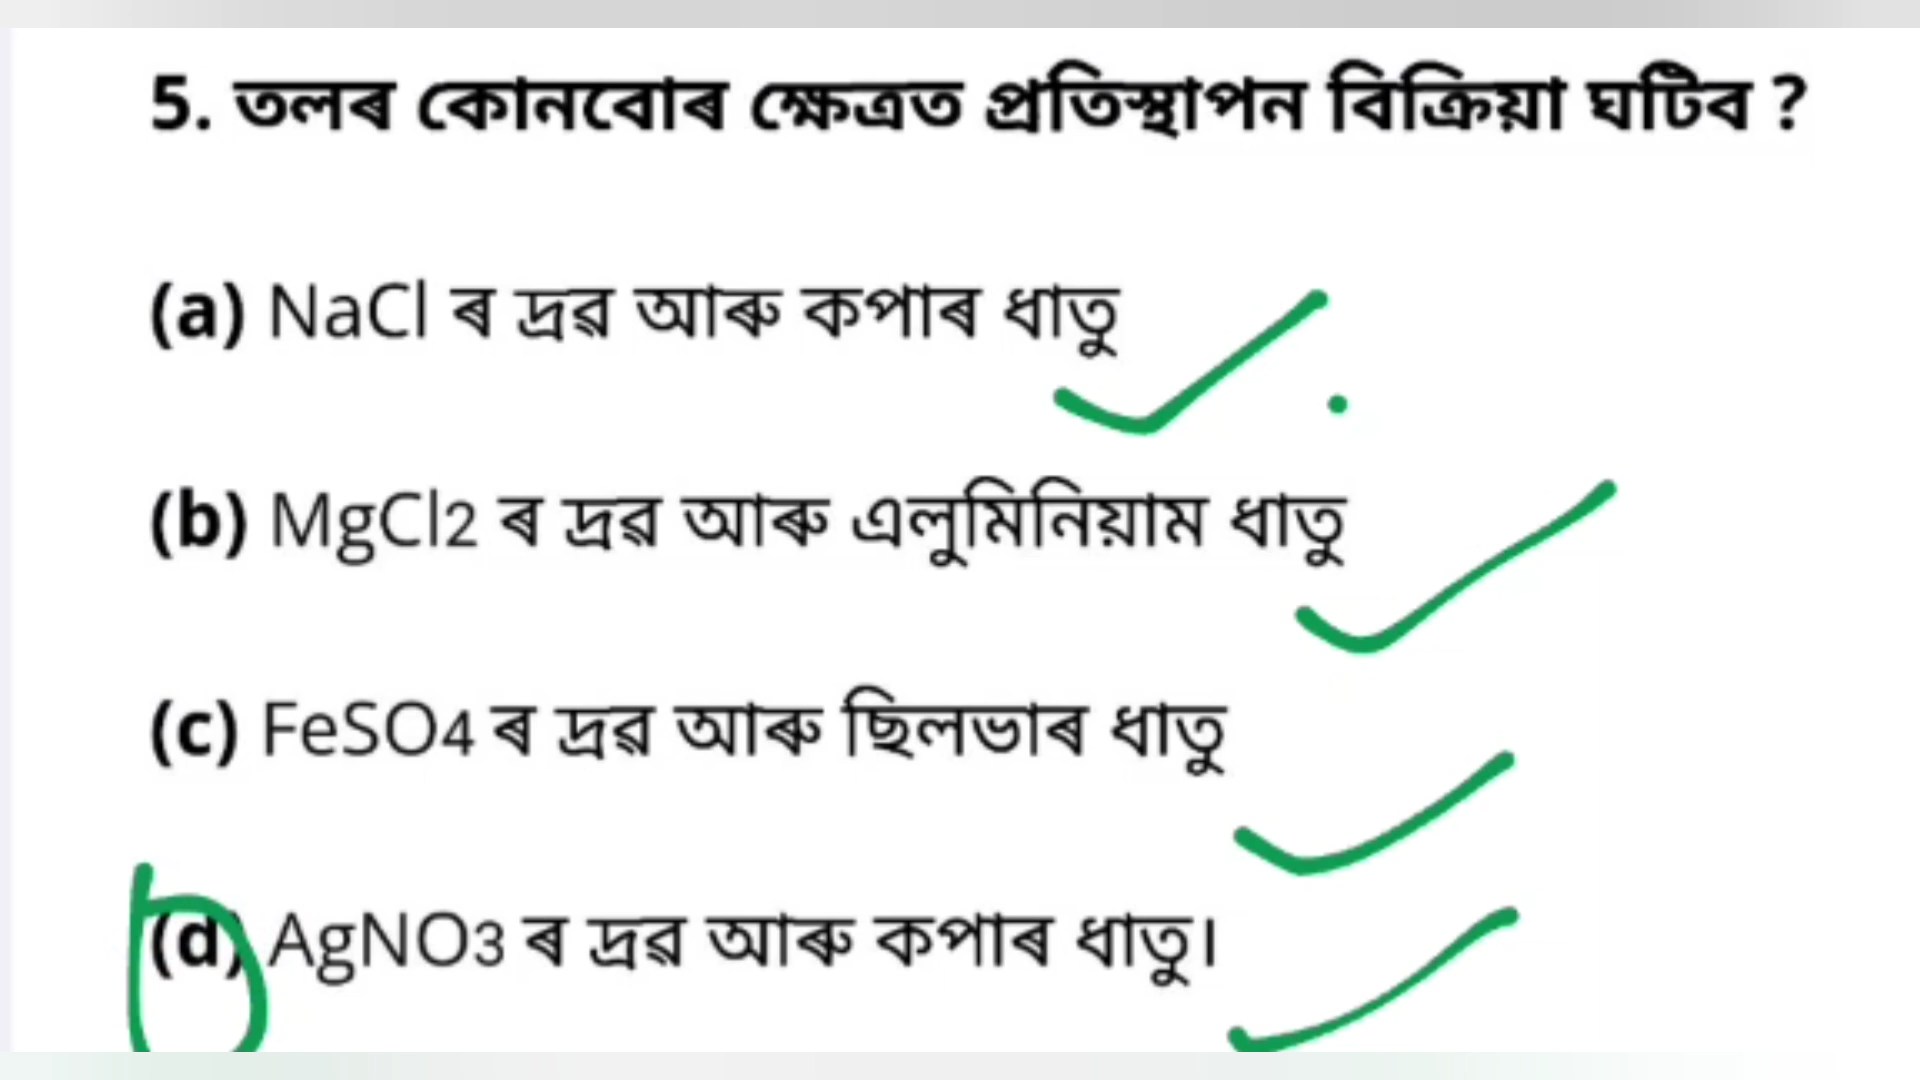 5. তলৰ কোনবোৰ ক্ষেত্ৰত প্ৰতিস্থাপন বিক্ৰিয়া ঘটিব ?
(a) NaCl ৰ দ্ৰৱ আৰু কপাৰ ধাতু
(b) MgCl2 ৰ দ্ৰৱ আৰু এলুমিনিয়াম ধাতু
(c) FeSO4 ৰ দ্ৰৱ আৰু ছিলভাৰ ধাতু
(d) AgNO3 ৰ দ্ৰৱ আৰু কপাৰ ধাতু।